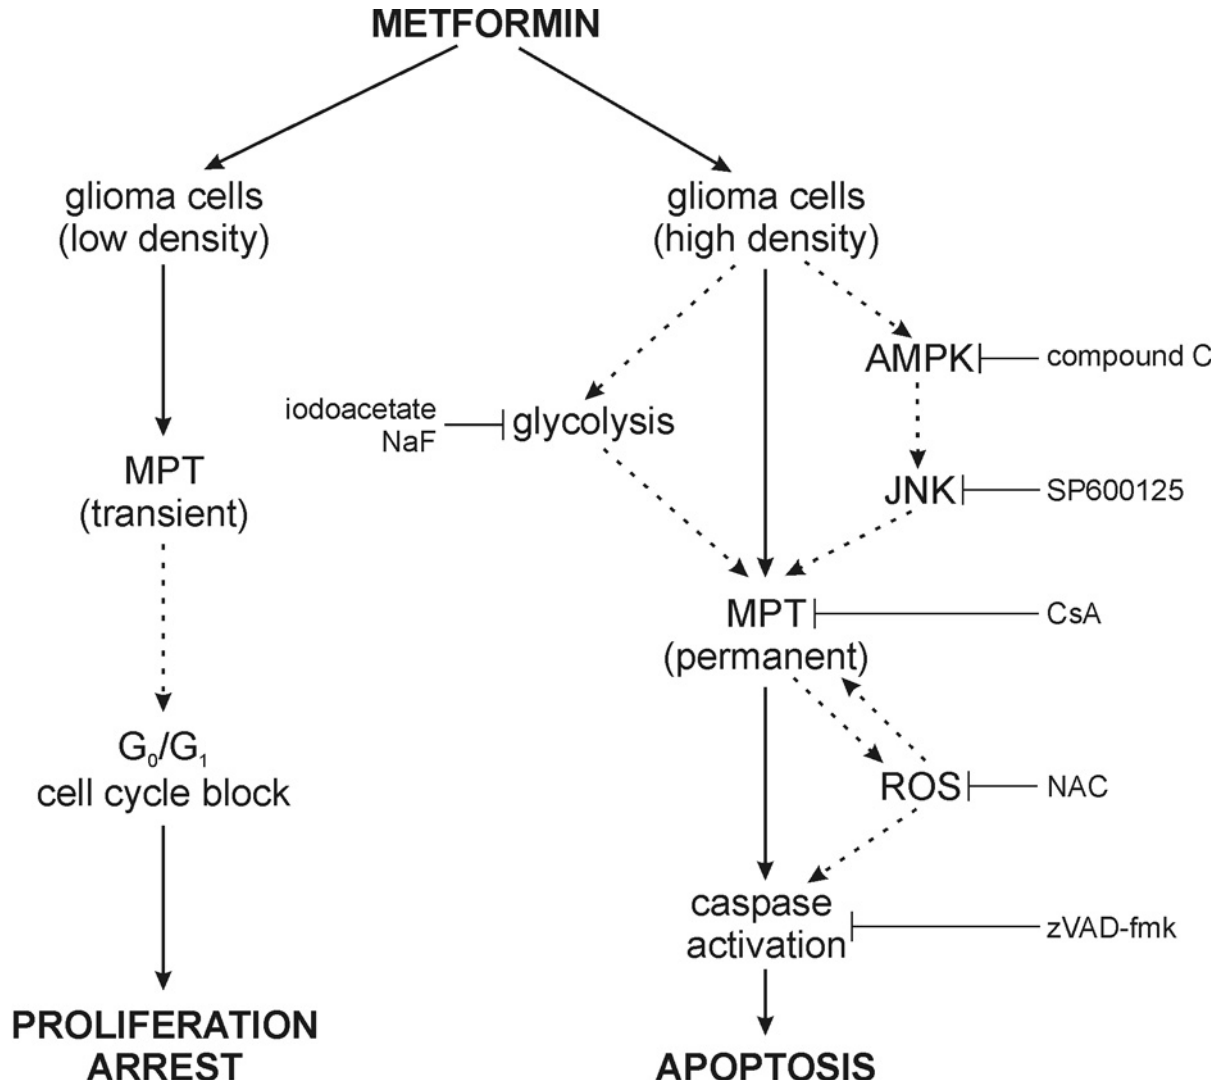 METFORMIN
glioma cells
(low density)
glioma cells
(high density)
AMPK
compound C
iodoacetate
NaF
glycolysis
MPT
(transient)
JNK
SP600125
MPT
(permanent)
CsA
G₀/G₁
cell cycle block
ROS
NAC
caspase
activation
zVAD-fmk
PROLIFERATION
ARREST
APOPTOSIS